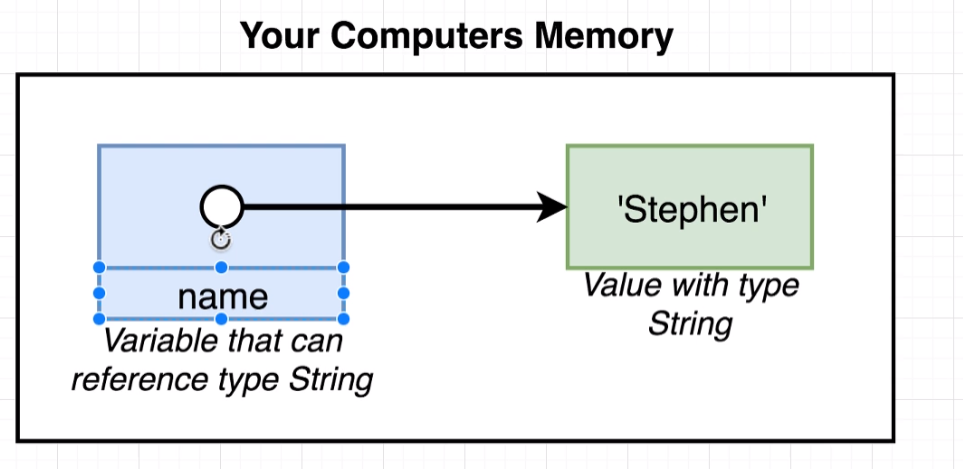 Your Computers Memory
'Stephen'
name
Value with type
String
Variable that can
reference type String